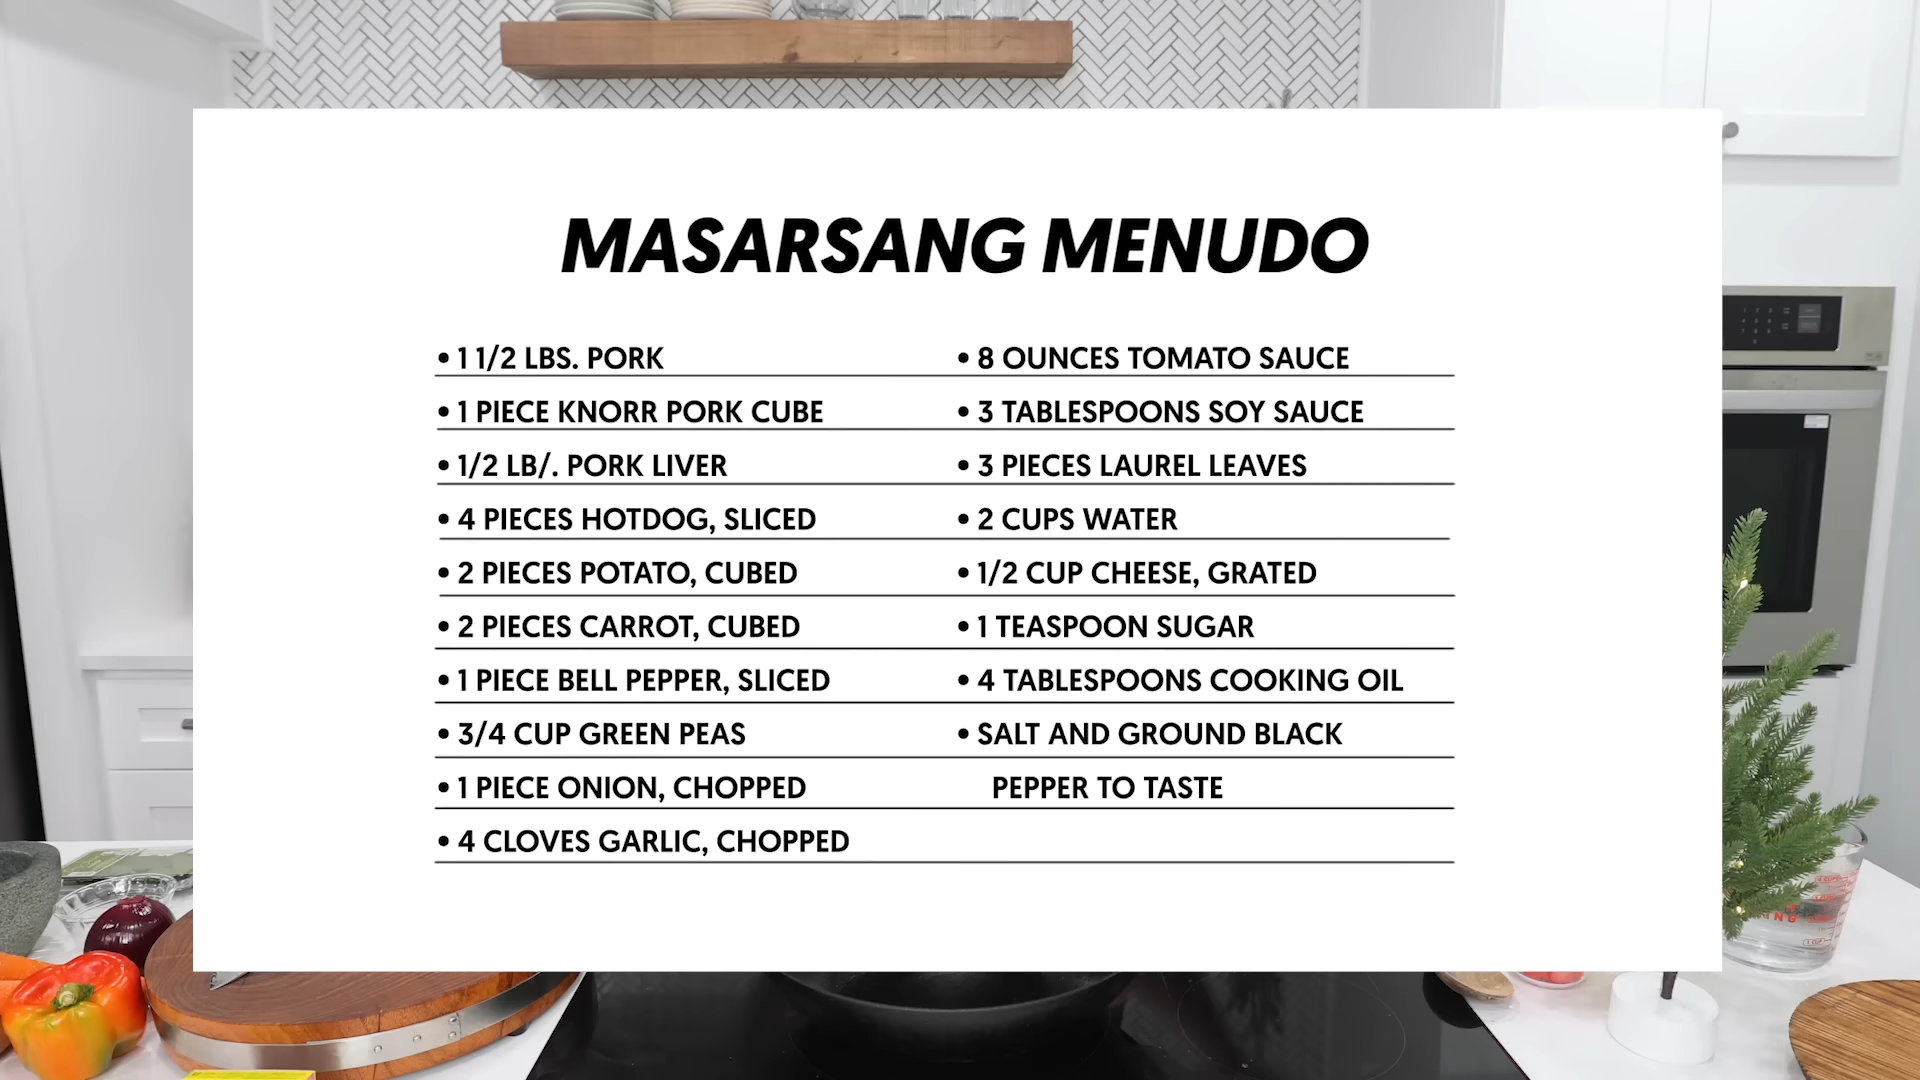 MASARSANG MENUDO
• 1 1/2 LBS. PORK
• 1 PIECE KNORR PORK CUBE
• 1/2 LB/. PORK LIVER
• 4 PIECES HOTDOG, SLICED
• 2 PIECES POTATO, CUBED
• 2 PIECES CARROT, CUBED
• 1 PIECE BELL PEPPER, SLICED
• 3/4 CUP GREEN PEAS
• 1 PIECE ONION, CHOPPED
• 4 CLOVES GARLIC, CHOPPED
• 8 OUNCES TOMATO SAUCE
• 3 TABLESPOONS SOY SAUCE
• 3 PIECES LAUREL LEAVES
• 2 CUPS WATER
• 1/2 CUP CHEESE, GRATED
• 1 TEASPOON SUGAR
• 4 TABLESPOONS COOKING OIL
• SALT AND GROUND BLACK
PEPPER TO TASTE